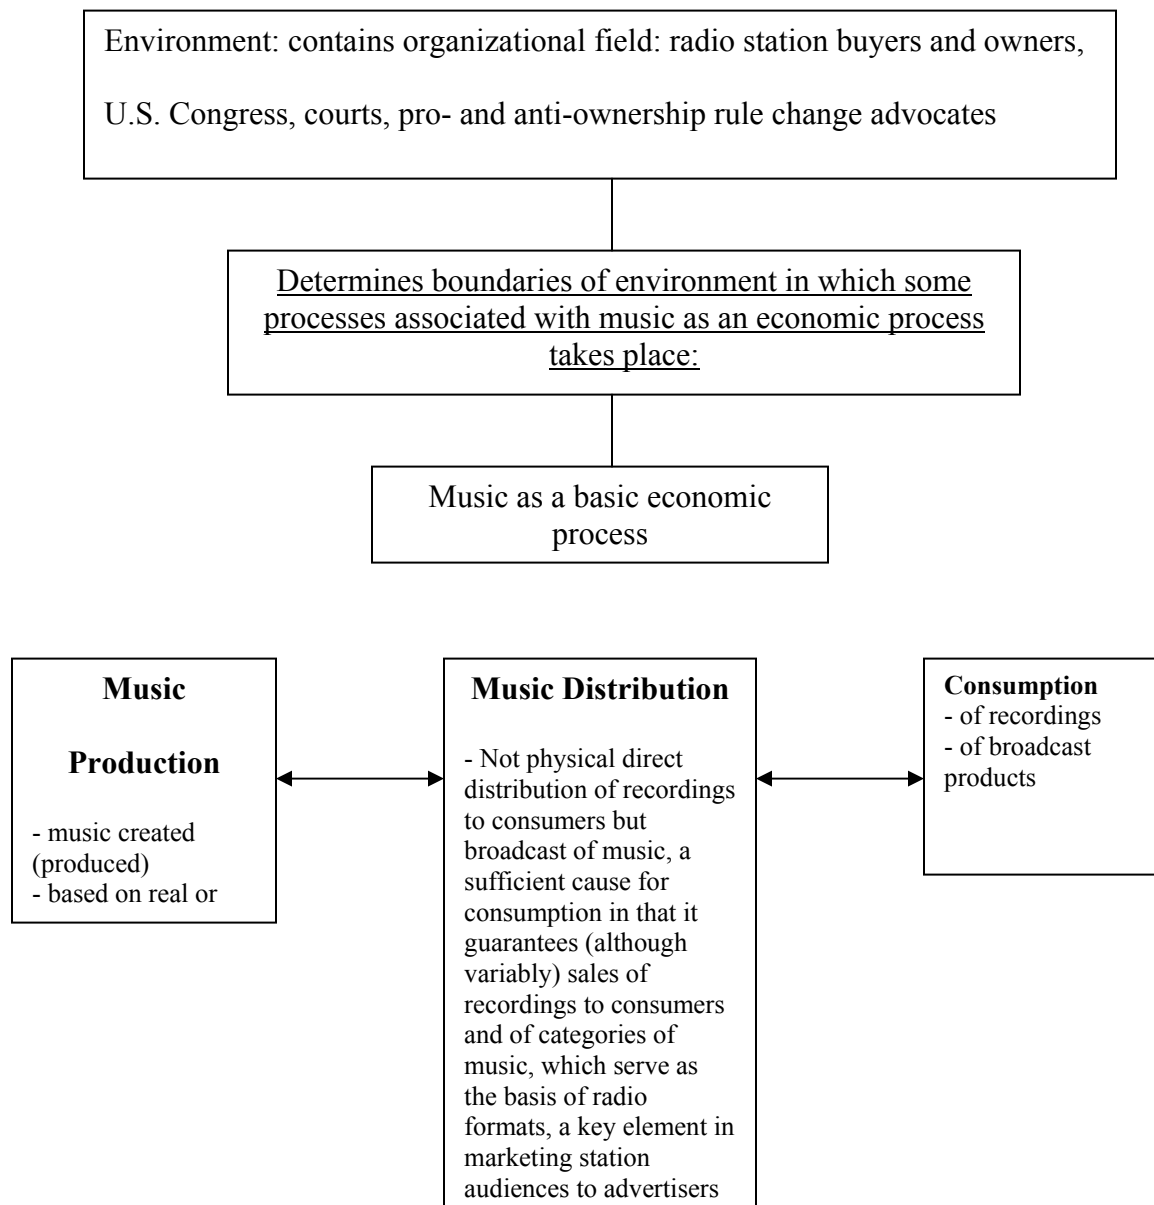 Environment: contains organizational field: radio station buyers and owners,
U.S. Congress, courts, pro- and anti-ownership rule change advocates
Determines boundaries of environment in which some
processes associated with music as an economic process
takes place:
Music as a basic economic
process
Music
Production
- music created
(produced)
- based on real or
Music Distribution
- Not physical direct
distribution of recordings
to consumers but
broadcast of music, a
sufficient cause for
consumption in that it
guarantees (although
variably) sales of
recordings to consumers
and of categories of
music, which serve as
the basis of radio
formats, a key element in
marketing station
audiences to advertisers
Consumption
- of recordings
- of broadcast
products